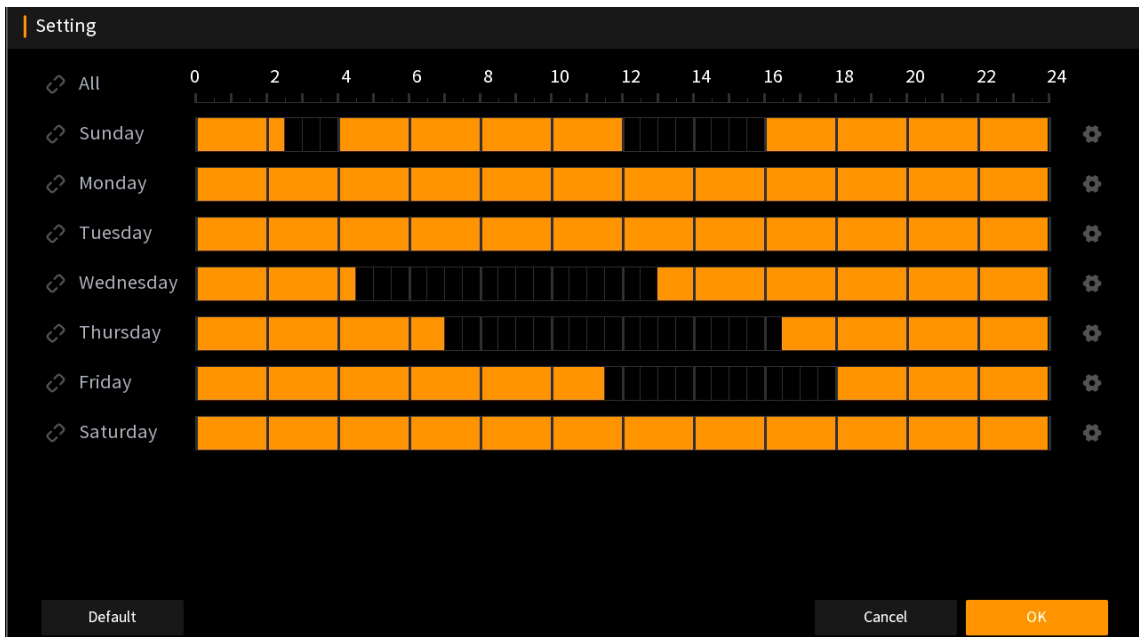 Setting
All 0 2 4 6 8 10 12 14 16 18 20 22 24
Sunday
Monday
Tuesday
Wednesday
Thursday
Friday
Saturday
Default Cancel OK